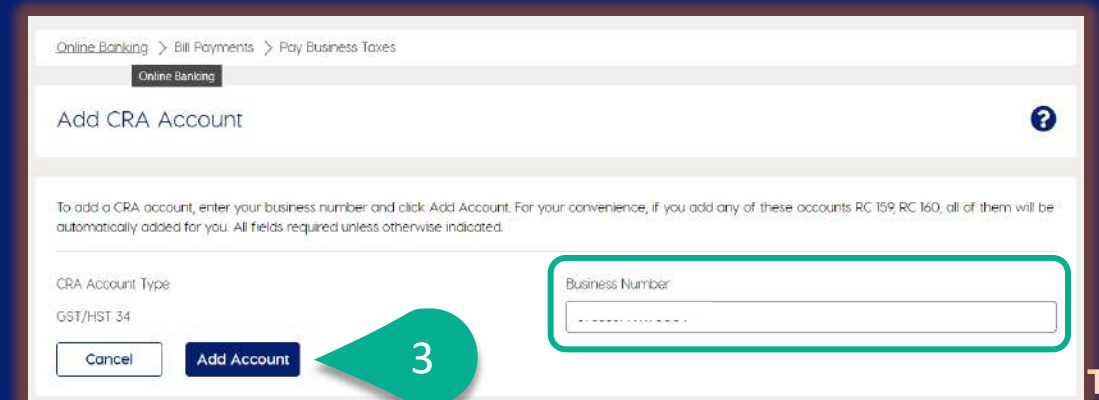 Online Banking > Bill Payments > Pay Business Taxes
Online Banking
Add CRA Account
?
To add a CRA account, enter your business number and click Add Account. For your convenience, if you add any of these accounts RC 159, RC 160, all of them will be
automatically added for you. All fields required unless otherwise indicated.
CRA Account Type
Business Number
GST/HST 34
Cancel
Add Account
3
T